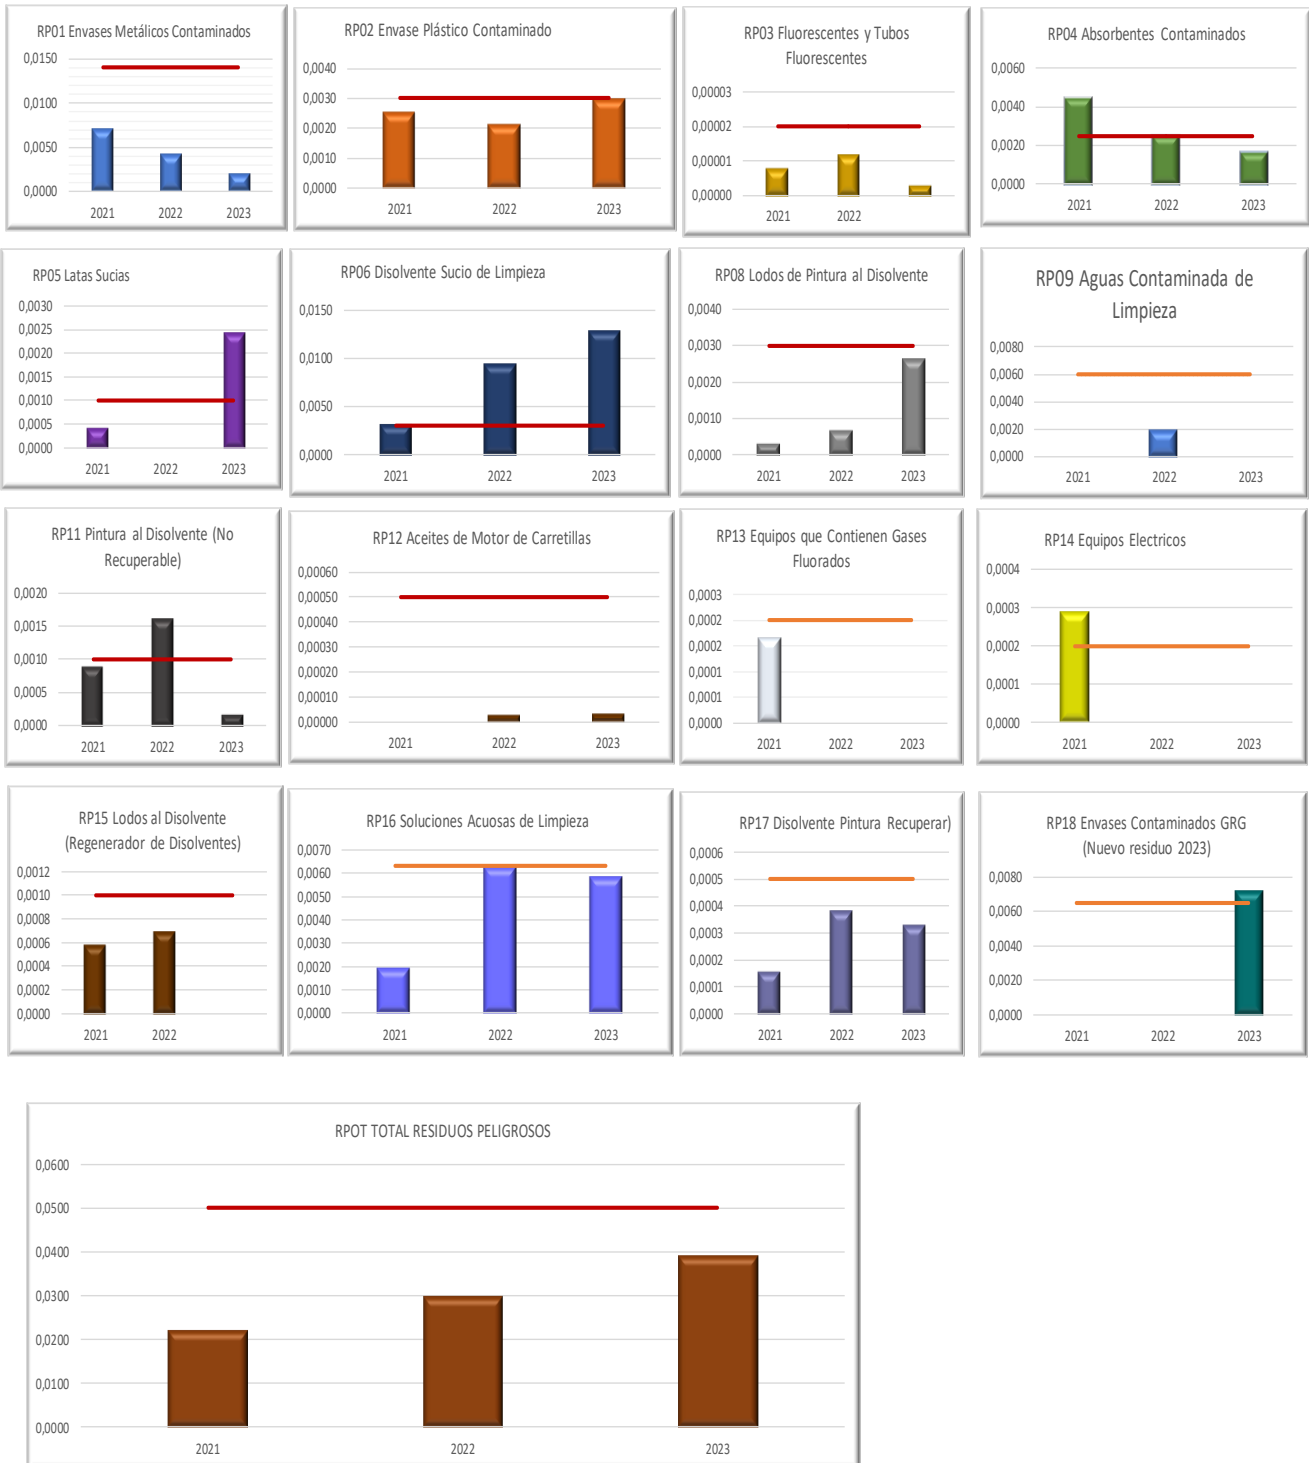 RP01 Envases Metálicos Contaminados
0,0150
0,0100
0,0050
0,0000
2021 2022 2023
RP02 Envase Plástico Contaminado
0,0040
0,0030
0,0020
0,0010
0,0000
2021 2022 2023
RP03 Fluorescentes y Tubos
Fluorescentes
0,00003
0,00002
0,00001
0,00000
2021 2022
RP04 Absorbentes Contaminados
0,0060
0,0040
0,0020
0,0000
2021 2022 2023
RP05 Latas Sucias
0,0030
0,0025
0,0020
0,0015
0,0010
0,0005
0,0000
2021 2022 2023
RP06 Disolvente Sucio de Limpieza
0,0150
0,0100
0,0050
0,0000
2021 2022 2023
RP08 Lodos de Pintura al Disolvente
0,0040
0,0030
0,0020
0,0010
0,0000
2021 2022 2023
RP09 Aguas Contaminada de
Limpieza
0,0080
0,0060
0,0040
0,0020
0,0000
2021 2022 2023
RP11 Pintura al Disolvente (No
Recuperable)
0,0020
0,0015
0,0010
0,0005
0,0000
2021 2022 2023
RP12 Aceites de Motor de Carretillas
0,00060
0,00050
0,00040
0,00030
0,00020
0,00010
0,00000
2021 2022 2023
RP13 Equipos que Contienen Gases
Fluorados
0,0003
0,0002
0,0002
0,0001
0,0001
0,0000
2021 2022 2023
RP14 Equipos Electricos
0,0004
0,0003
0,0002
0,0001
0,0000
2021 2022 2023
RP15 Lodos al Disolvente
(Regenerador de Disolventes)
0,0012
0,0010
0,0008
0,0006
0,0004
0,0002
0,0000
2021 2022
RP16 Soluciones Acuosas de Limpieza
0,0070
0,0060
0,0050
0,0040
0,0030
0,0020
0,0010
0,0000
2021 2022 2023
RP17 Disolvente Pintura Recuperar)
0,0006
0,0005
0,0004
0,0003
0,0002
0,0001
0,0000
2021 2022 2023
RP18 Envases Contaminados GRG
(Nuevo residuo 2023)
0,0080
0,0060
0,0040
0,0020
0,0000
2021 2022 2023
RPOT TOTAL RESIDUOS PELIGROSOS
0,0600
0,0500
0,0400
0,0300
0,0200
0,0100
0,0000
2021 2022 2023